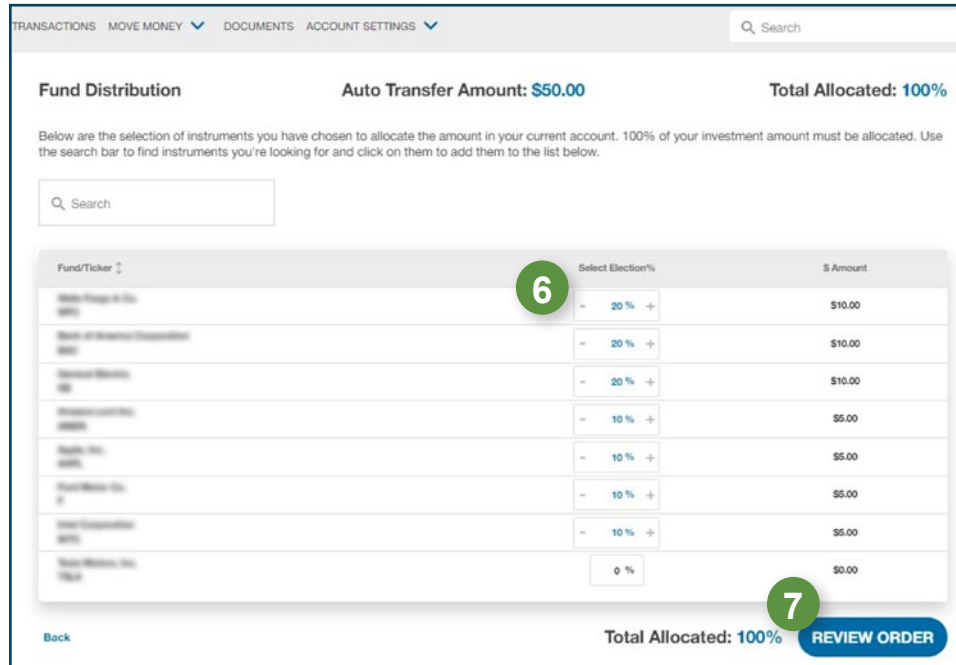 TRANSACTIONS MOVE MONEY DOCUMENTS ACCOUNT SETTINGS Search
Fund Distribution Auto Transfer Amount: $50.00 Total Allocated: 100%
Below are the selection of instruments you have chosen to allocate the amount in your current account. 100% of your investment amount must be allocated. Use
the search bar to find instruments you're looking for and click on them to add them to the list below.
Search
Fund/Ticker Select Election% $ Amount
6
- 20 % + $10.00
- 20 % + $10.00
- 20 % + $10.00
- 10 % + $5.00
- 10 % + $5.00
- 10 % + $5.00
- 10 % + $5.00
0 % $0.00
7
Back Total Allocated: 100% REVIEW ORDER